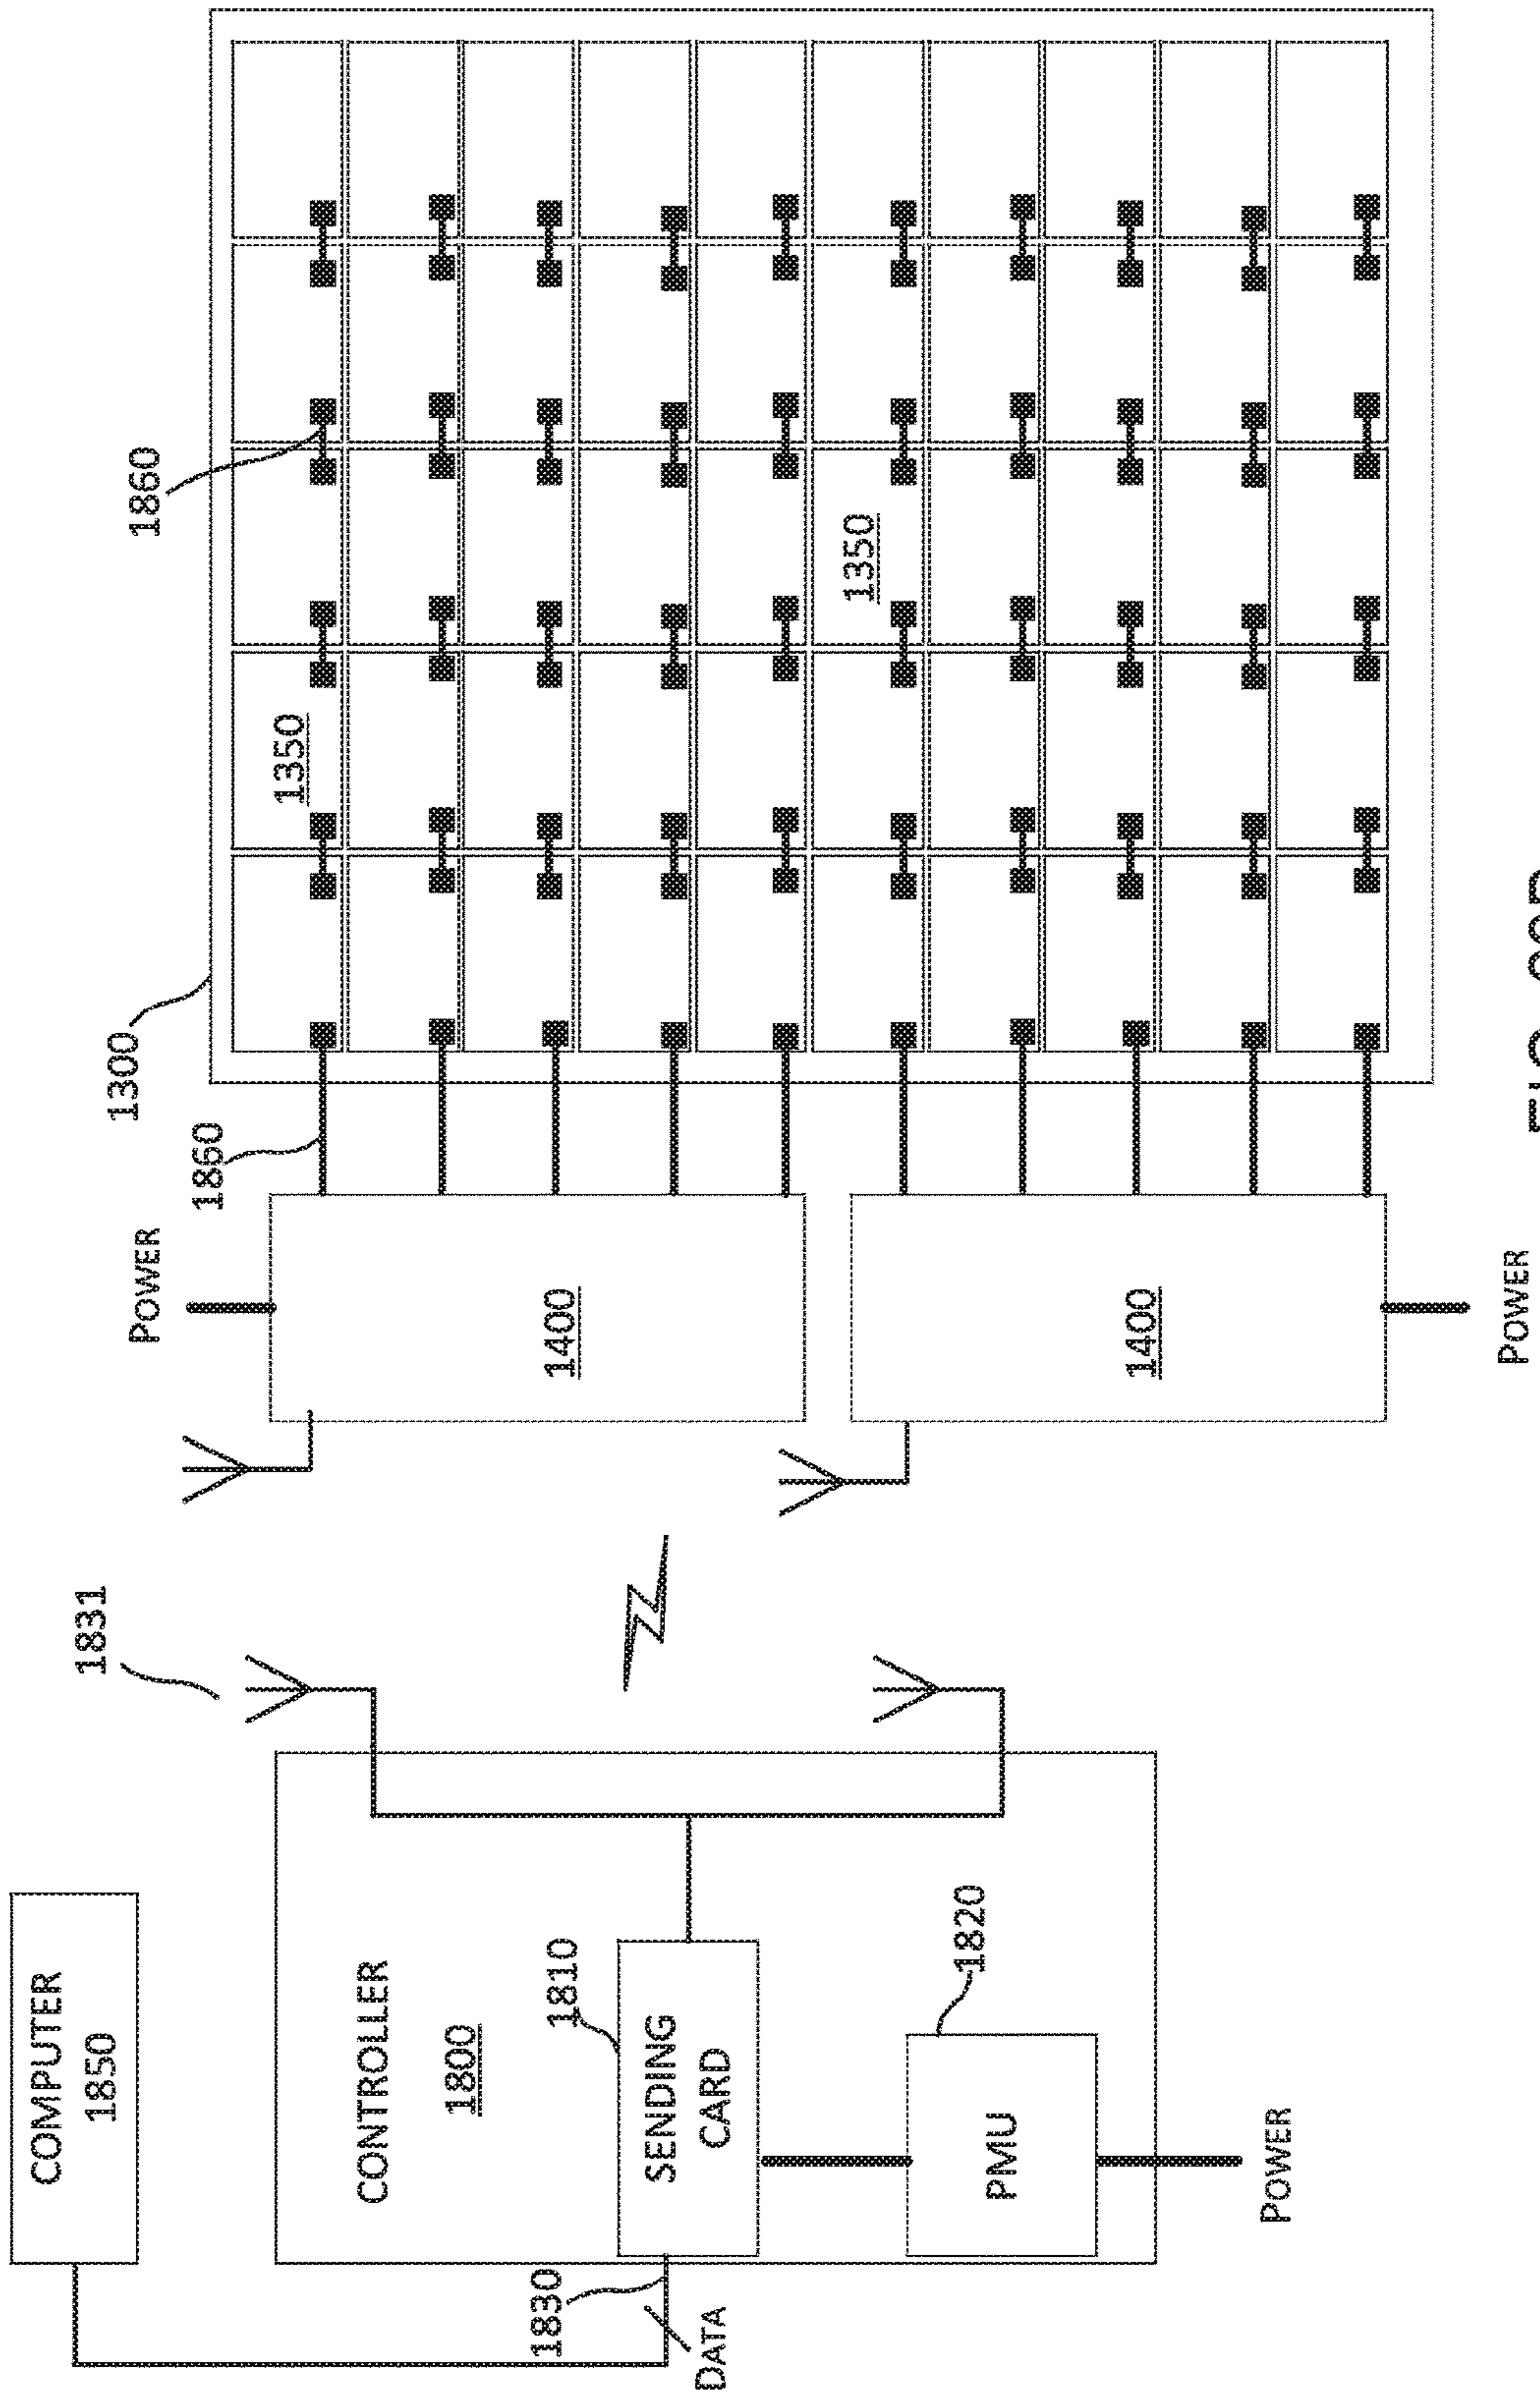 COMPUTER
1850
CONTROLLER
1800
1810
SENDING
CARD
1820
PMU
POWER
1830
DATA
1831
POWER
1400
1400
POWER
1860
1300
1860
1350
1350